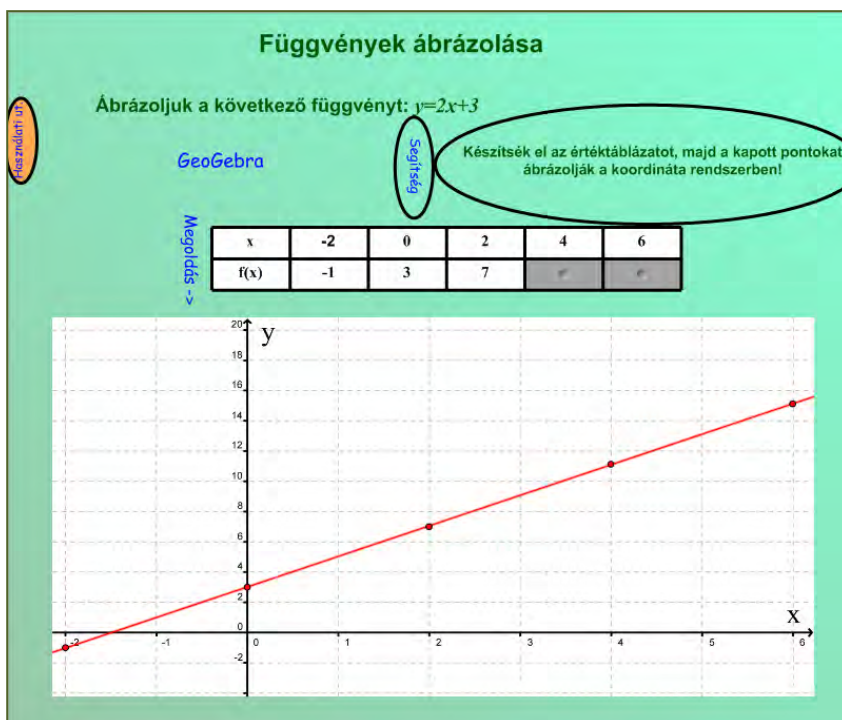 Függvények ábrázolása
Ábrázoljuk a következő függvényt: y=2x+3
Használati ut.
GeoGebra
Segítség
Készítsék el az értéktáblázatot, majd a kapott pontokat
ábrázolják a koordináta rendszerben!
Megoldás ->
x -2 0 2 4 6
f(x) -1 3 7
y
20
18
16
14
12
10
8
6
4
2
0
-2
x
-2 -1 0 1 2 3 4 5 6